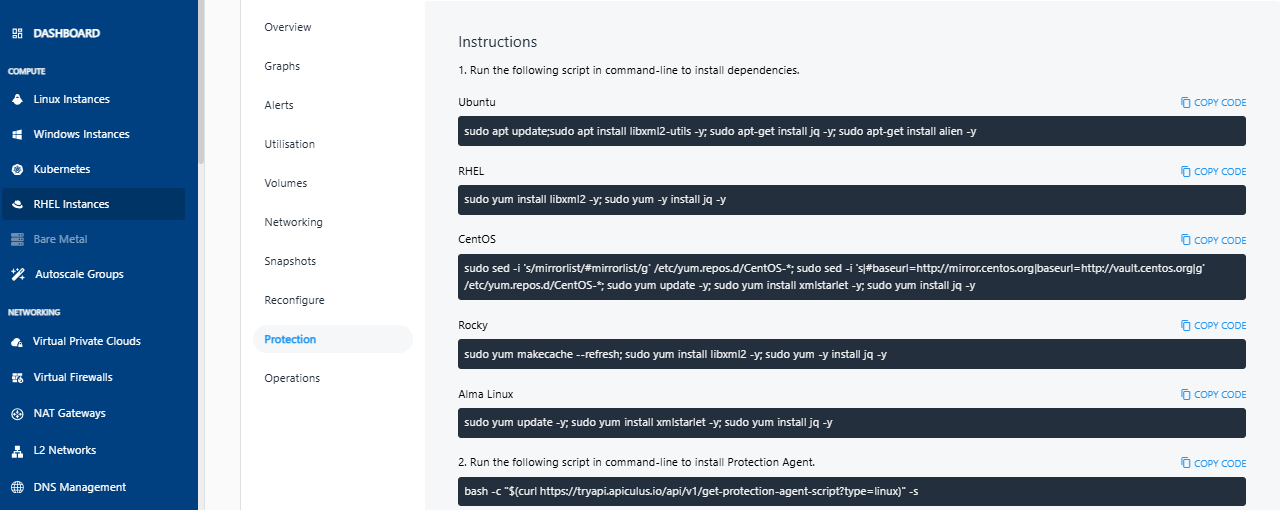 DASHBOARD
COMPUTE
Linux Instances
Windows Instances
Kubernetes
RHEL Instances
Bare Metal
Autoscale Groups
NETWORKING
Virtual Private Clouds
Virtual Firewalls
NAT Gateways
L2 Networks
DNS Management
Overview
Graphs
Alerts
Utilisation
Volumes
Networking
Snapshots
Reconfigure
Protection
Operations
Instructions
1. Run the following script in command-line to install dependencies.
Ubuntu
COPY CODE
sudo apt update;sudo apt install libxml2-utils -y; sudo apt-get install jq -y; sudo apt-get install alien -y
RHEL
COPY CODE
sudo yum install libxml2 -y; sudo yum -y install jq -y
CentOS
COPY CODE
sudo sed -i 's/mirrorlist/#mirrorlist/g' /etc/yum.repos.d/CentOS-*; sudo sed -i 's|#baseurl=http://mirror.centos.org|baseurl=http://vault.centos.org|g'
/etc/yum.repos.d/CentOS-*; sudo yum update -y; sudo yum install xmlstarlet -y; sudo yum install jq -y
Rocky
COPY CODE
sudo yum makecache --refresh; sudo yum install libxml2 -y; sudo yum -y install jq -y
Alma Linux
COPY CODE
sudo yum update -y; sudo yum install xmlstarlet -y; sudo yum install jq -y
2. Run the following script in command-line to install Protection Agent.
COPY CODE
bash -c "$(curl https://tryapi.apiculus.io/api/v1/get-protection-agent-script?type=linux)" -s